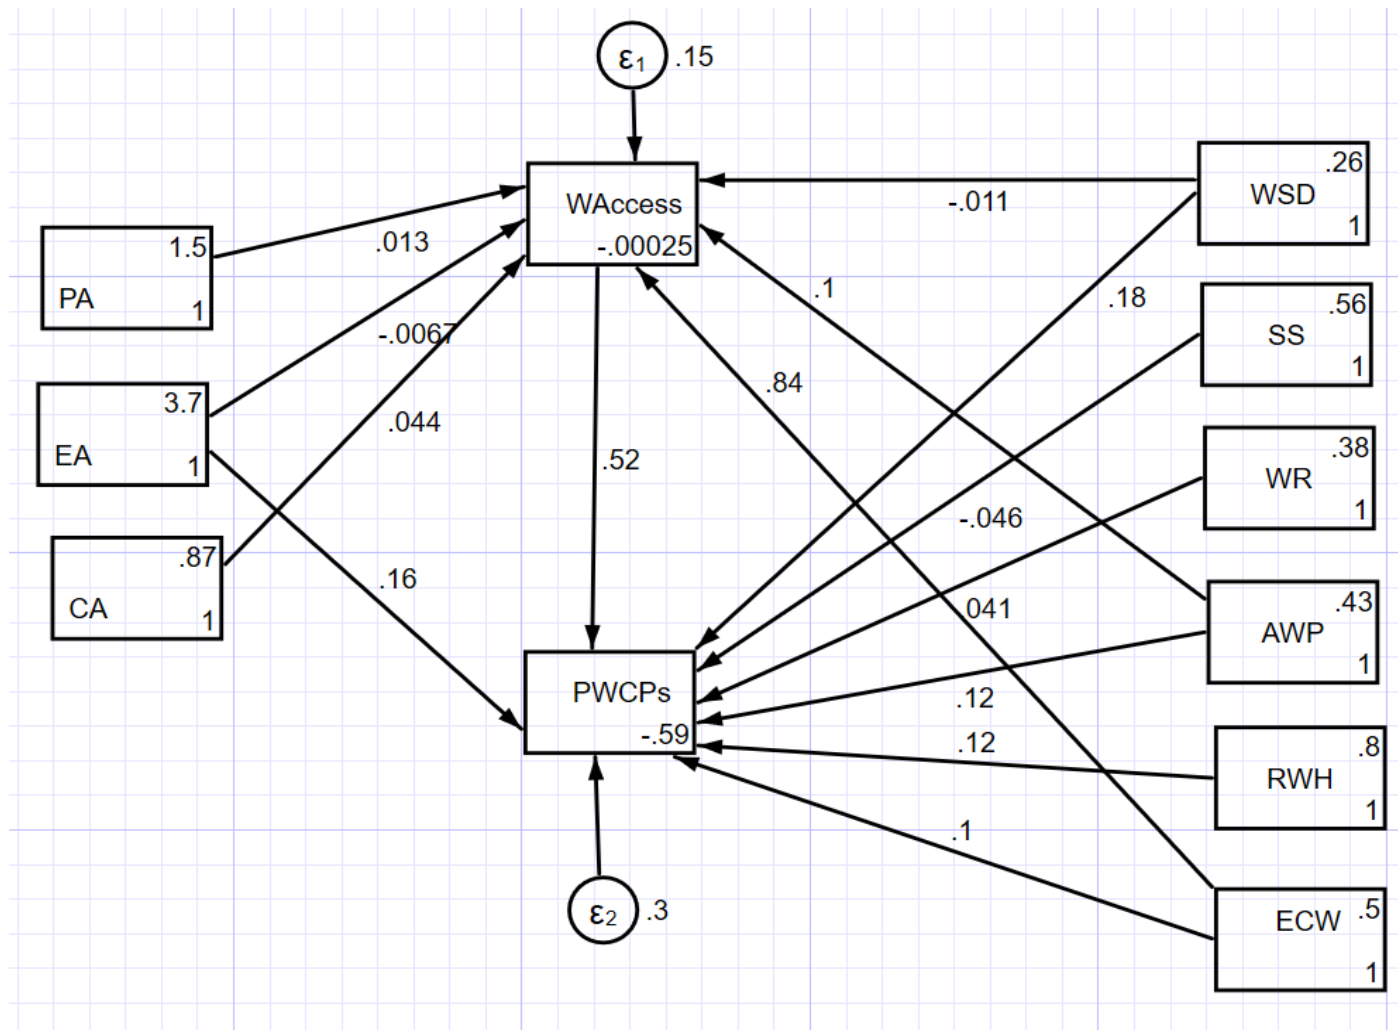 ε1 .15
WAccess
-.00025
1.5
PA
1
3.7
EA
1
.87
CA
1
.013
-.0067
.044
.16
.52
-.011
.1
.18
.84
-.046
041
.12
.12
.1
.26
WSD
1
.56
SS
1
.38
WR
1
.43
AWP
1
.8
RWH
1
.5
ECW
1
PWCPs
-.59
ε2 .3